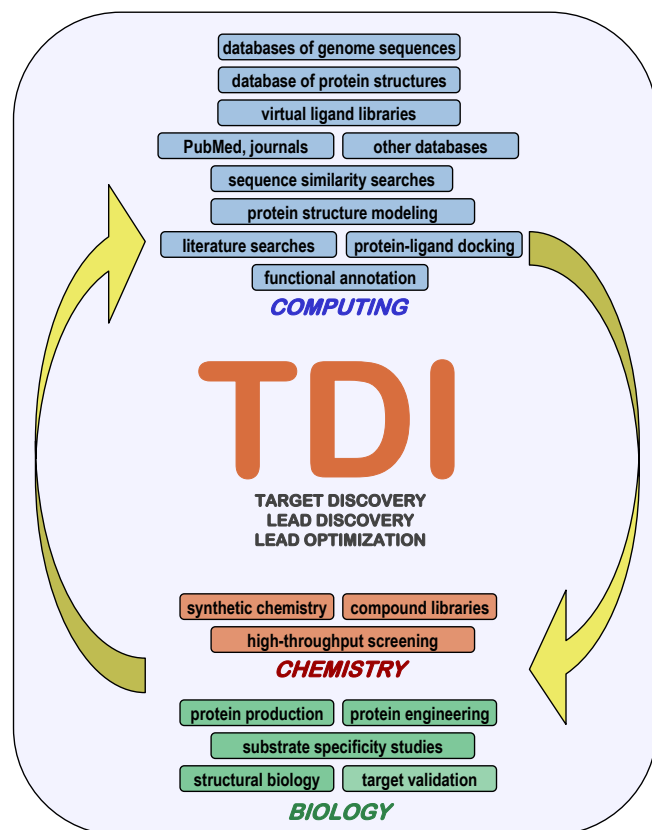 databases of genome sequences
database of protein structures
virtual ligand libraries
PubMed, journals other databases
sequence similarity searches
protein structure modeling
literature searches protein-ligand docking
functional annotation
COMPUTING
TDI
TARGET DISCOVERY
LEAD DISCOVERY
LEAD OPTIMIZATION
synthetic chemistry compound libraries
high-throughput screening
CHEMISTRY
protein production protein engineering
substrate specificity studies
structural biology target validation
BIOLOGY